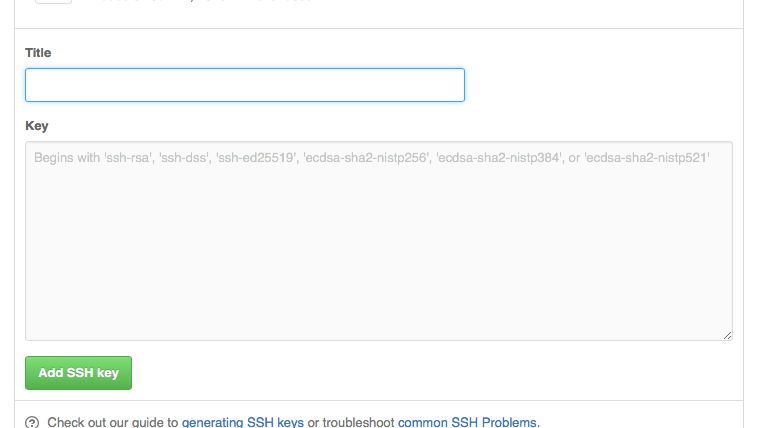 Title
Key
Begins with 'ssh-rsa', 'ssh-dss', 'ssh-ed25519', 'ecdsa-sha2-nistp256', 'ecdsa-sha2-nistp384', or 'ecdsa-sha2-nistp521'
Add SSH key
Check out our guide to generating SSH keys or troubleshoot common SSH Problems.